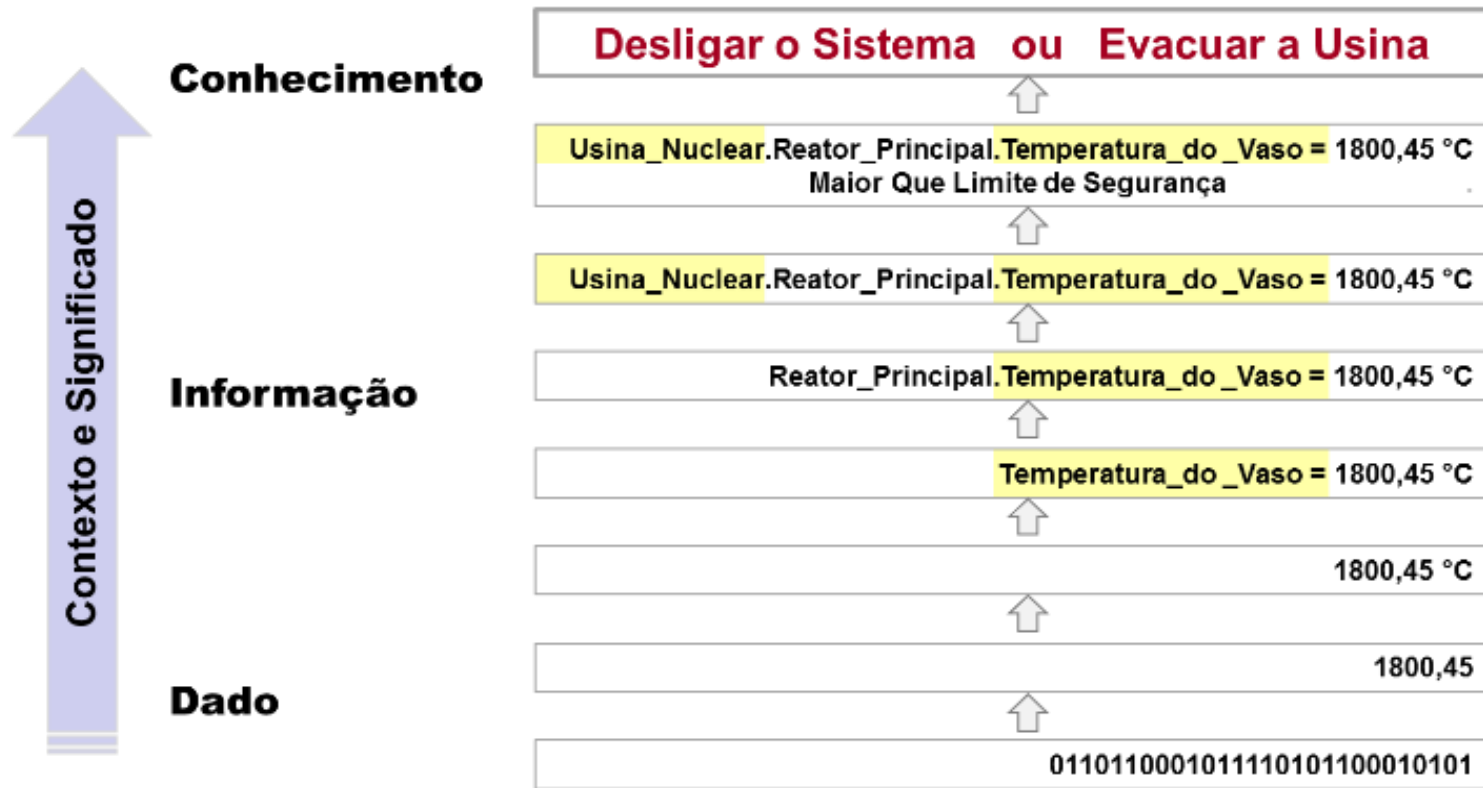 Desligar o Sistema ou Evacuar a Usina
Conhecimento
Usina_Nuclear.Reator_Principal.Temperatura_do _Vaso = 1800,45 °C
Maior Que Limite de Segurança .
Usina_Nuclear.Reator_Principal.Temperatura_do _Vaso = 1800,45 °C
Informação
Reator_Principal.Temperatura_do _Vaso = 1800,45 °C
Temperatura_do _Vaso = 1800,45 °C
1800,45 °C
1800,45
Dado
0110110001011110101100010101
Contexto e Significado